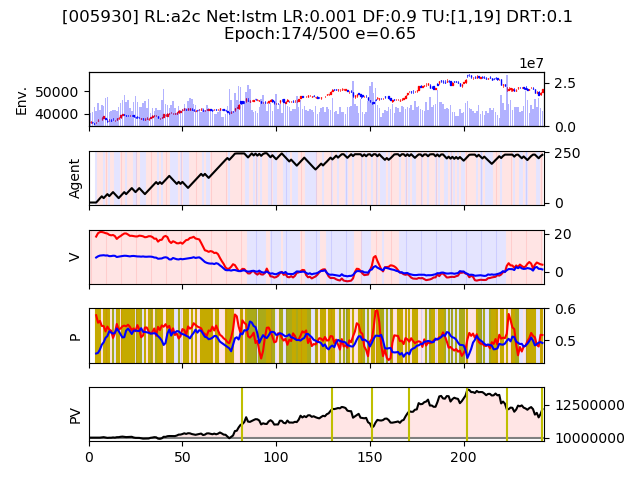 [005930] RL:a2c Net:lstm LR:0.001 DF:0.9 TU:[1,19] DRT:0.1
Epoch:174/500 e=0.65
1e7
Env.
50000
40000
2.5
0.0
Agent
250
0
V
20
0
P
0.6
0.5
PV
12500000
10000000
0
50
100
150
200